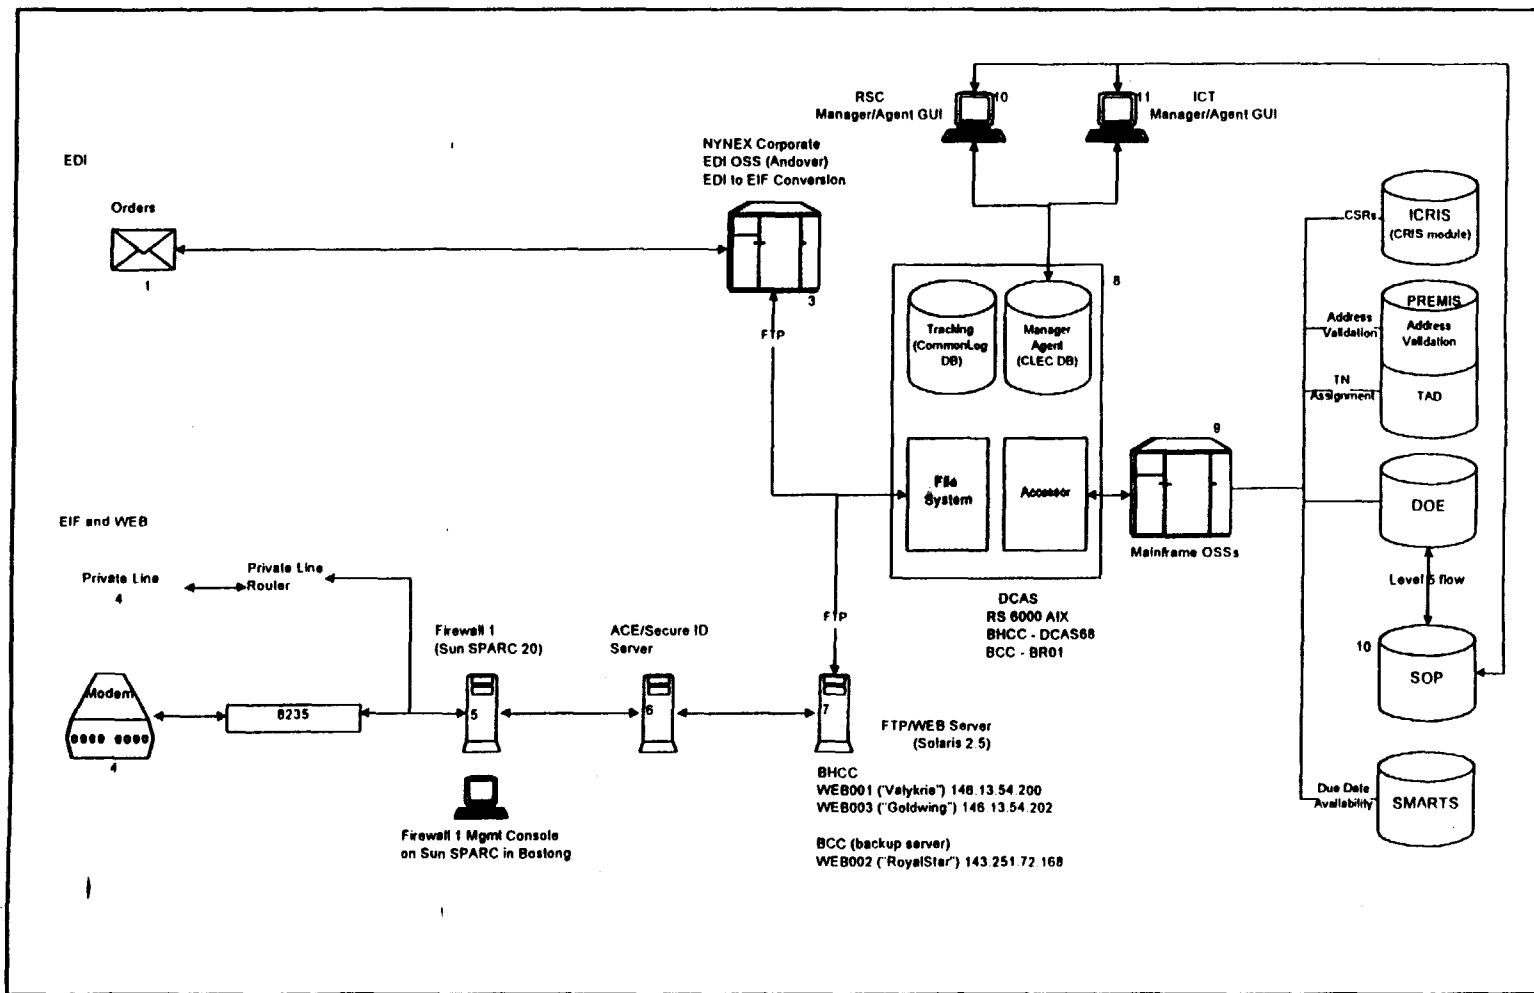 RSC
Manager/Agent GUI
10
11
ICT
Manager/Agent GUI
NYNEX Corporate
EDI OSS (Andover)
EDI to EIF Conversion
EDI
Orders
1
3
FTP
8
Tracking
(CommonLog
DB)
Manager
Agent
(CLEC DB)
CSRs
ICRIS
(CRIS module)
PREMIS
Address
Validation
Address
Validation
TN
Assignment
TAD
9
File
System
Accessor
Mainframe OSSs
DOE
Level 5 flow
10
SOP
Due Date
Availability
SMARTS
EIF and WEB
Private Line
4
Private Line
Router
Firewall 1
(Sun SPARC 20)
ACE/Secure ID
Server
FTP
DCAS
RS 6000 AIX
BHCC - DCAS68
BCC - BR01
Modem
4
8235
5
6
7
FTP/WEB Server
(Solaris 2.5)
Firewall 1 Mgmt Console
on Sun SPARC in Bostong
BHCC
WEB001 ("Valykrie") 146.13.54.200
WEB003 ("Goldwing") 146.13.54.202
BCC (backup server)
WEB002 ("RoyalStar") 143.251.72.168